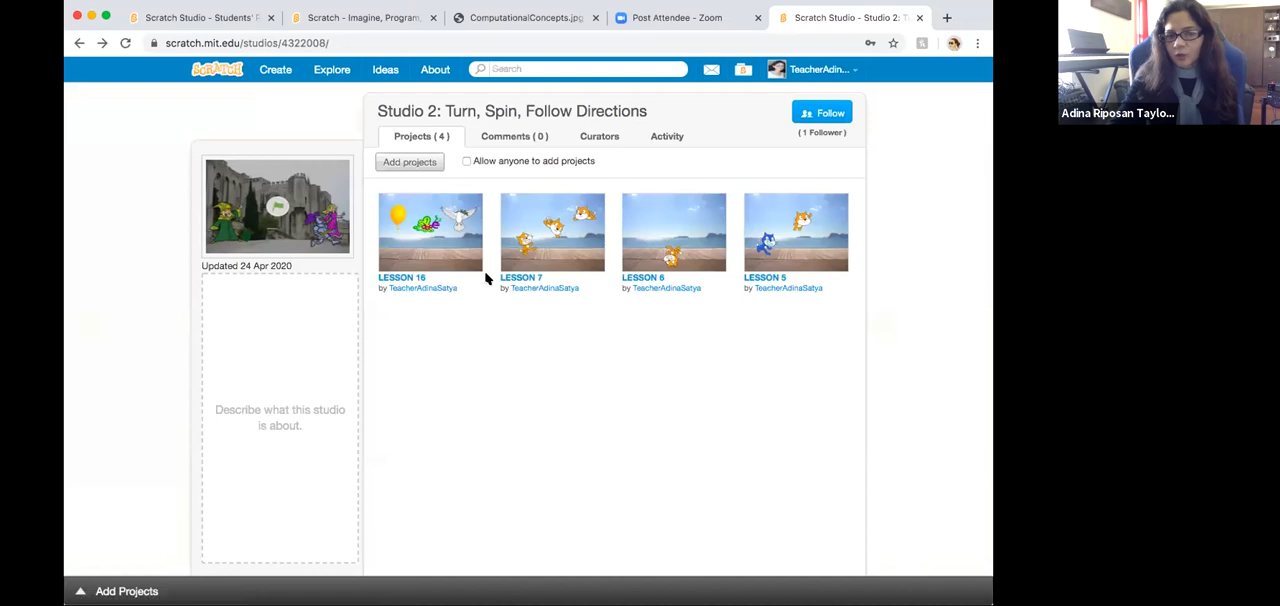 Scratch Studio - Students' P
Scratch - Imagine, Program,
ComputationalConcepts.jpg
Post Attendee - Zoom
Scratch Studio - Studio 2: T
scratch.mit.edu/studios/4322008/
Adina Riposan Taylo...
SCRATCH
Create
Explore
Ideas
About
Search
TeacherAdin...
Studio 2: Turn, Spin, Follow Directions
Follow
( 1 Follower )
Projects ( 4 )
Comments ( 0 )
Curators
Activity
Add projects
Allow anyone to add projects
Updated 24 Apr 2020
LESSON 16
by TeacherAdinaSatya
LESSON 7
by TeacherAdinaSatya
LESSON 6
by TeacherAdinaSatya
LESSON 5
by TeacherAdinaSatya
Describe what this studio
is about.
Add Projects